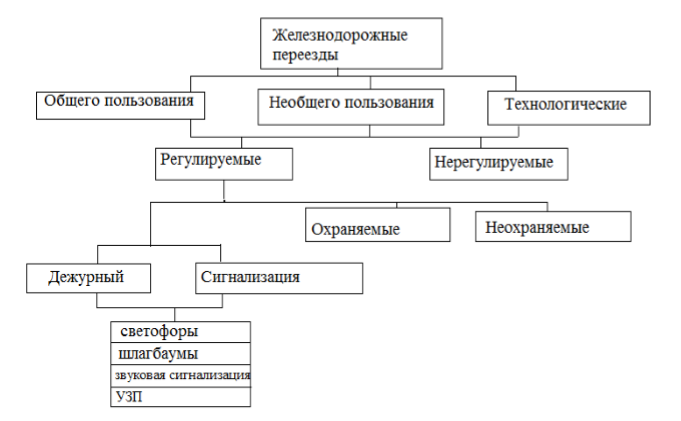 Железнодорожные
переезды
Общего пользования
Необщего пользования
Технологические
Регулируемые
Нерегулируемые
Охраняемые
Неохраняемые
Дежурный
Сигнализация
светофоры
шлагбаумы
звуковая сигнализация
УЗП